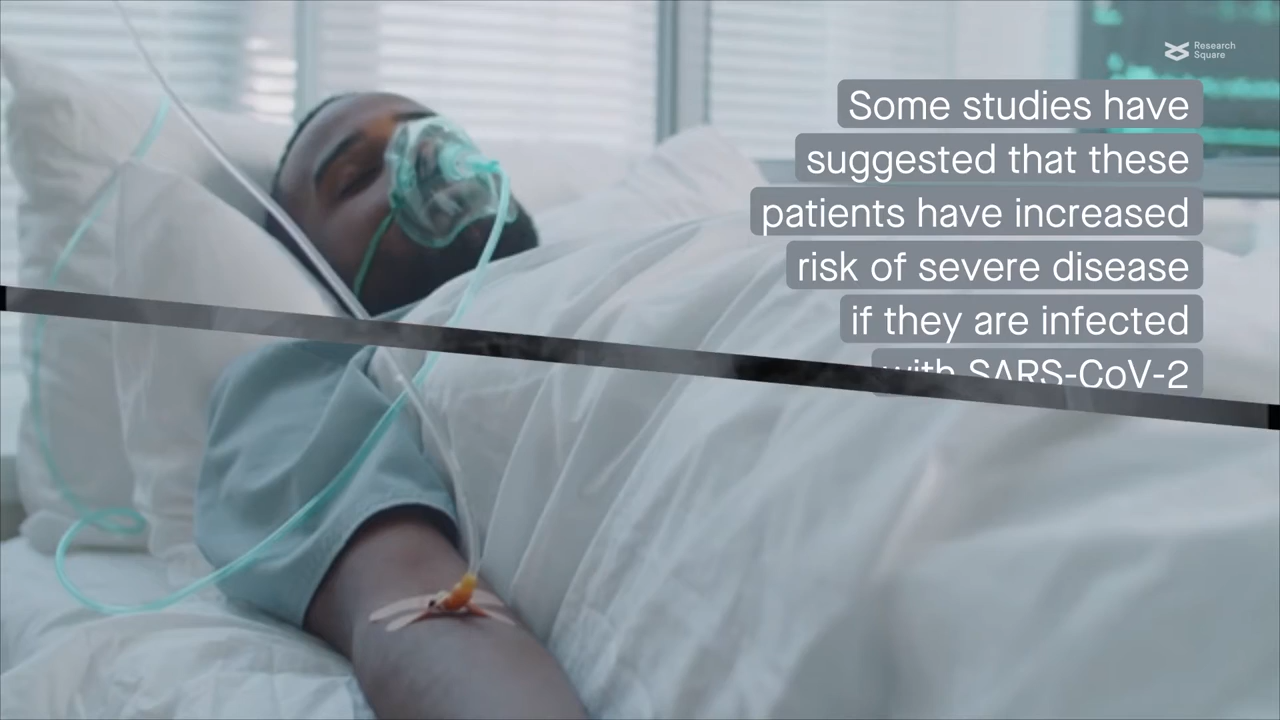 Research
Square
Some studies have
suggested that these
patients have increased
risk of severe disease
if they are infected
with SARS-CoV-2